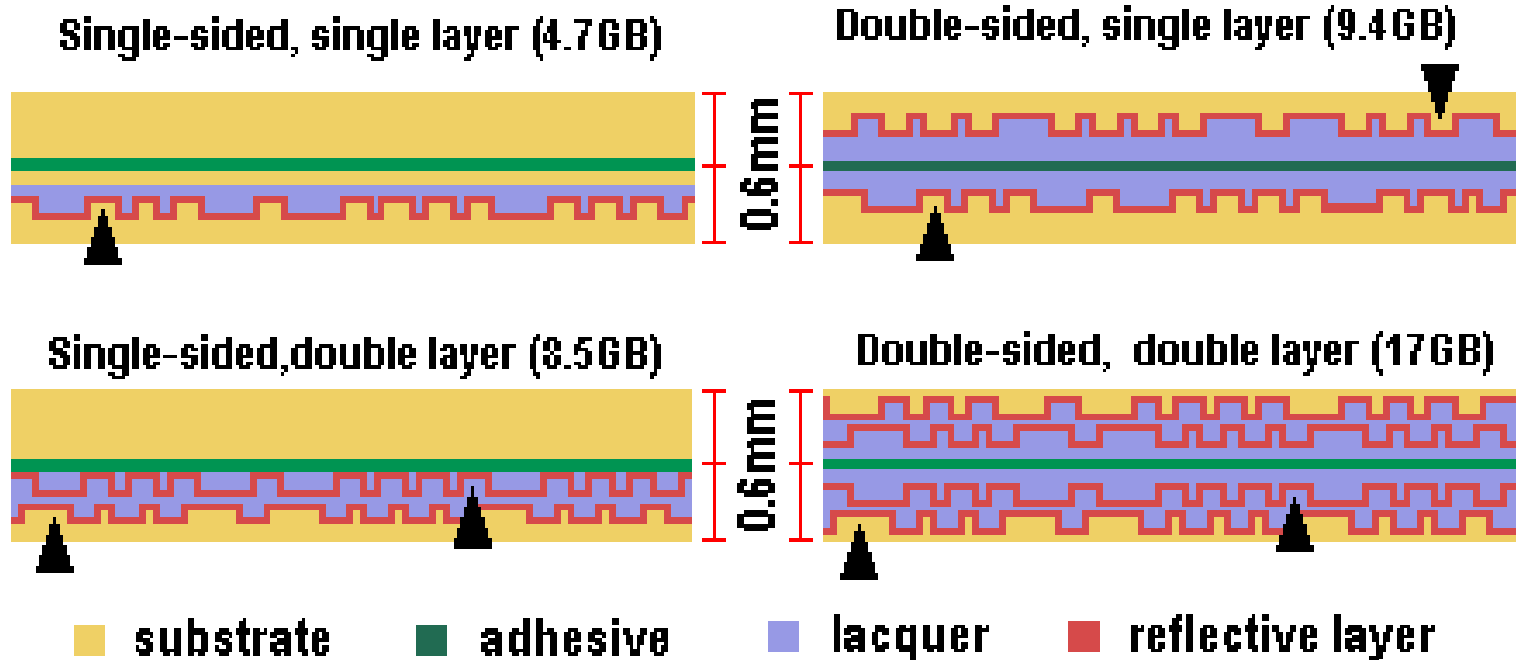 Single-sided, single layer (4.7GB)
Double-sided, single layer (9.4GB)
0.6mm
Single-sided,double layer (8.5GB)
Double-sided, double layer (17GB)
0.6mm
substrate
adhesive
lacquer
reflective layer